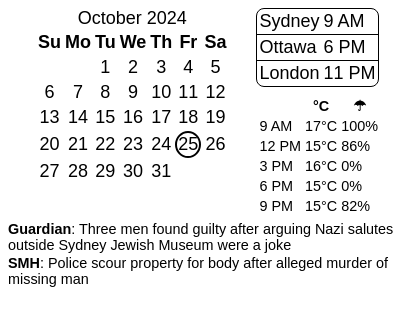 October 2024
Su Mo Tu We Th Fr Sa
1 2 3 4 5
6 7 8 9 10 11 12
13 14 15 16 17 18 19
20 21 22 23 24 25 26
27 28 29 30 31
Sydney 9 AM
Ottawa 6 PM
London 11 PM
°C ☂
9 AM 17°C 100%
12 PM 15°C 86%
3 PM 16°C 0%
6 PM 15°C 0%
9 PM 15°C 82%
Guardian: Three men found guilty after arguing Nazi salutes
outside Sydney Jewish Museum were a joke
SMH: Police scour property for body after alleged murder of
missing man